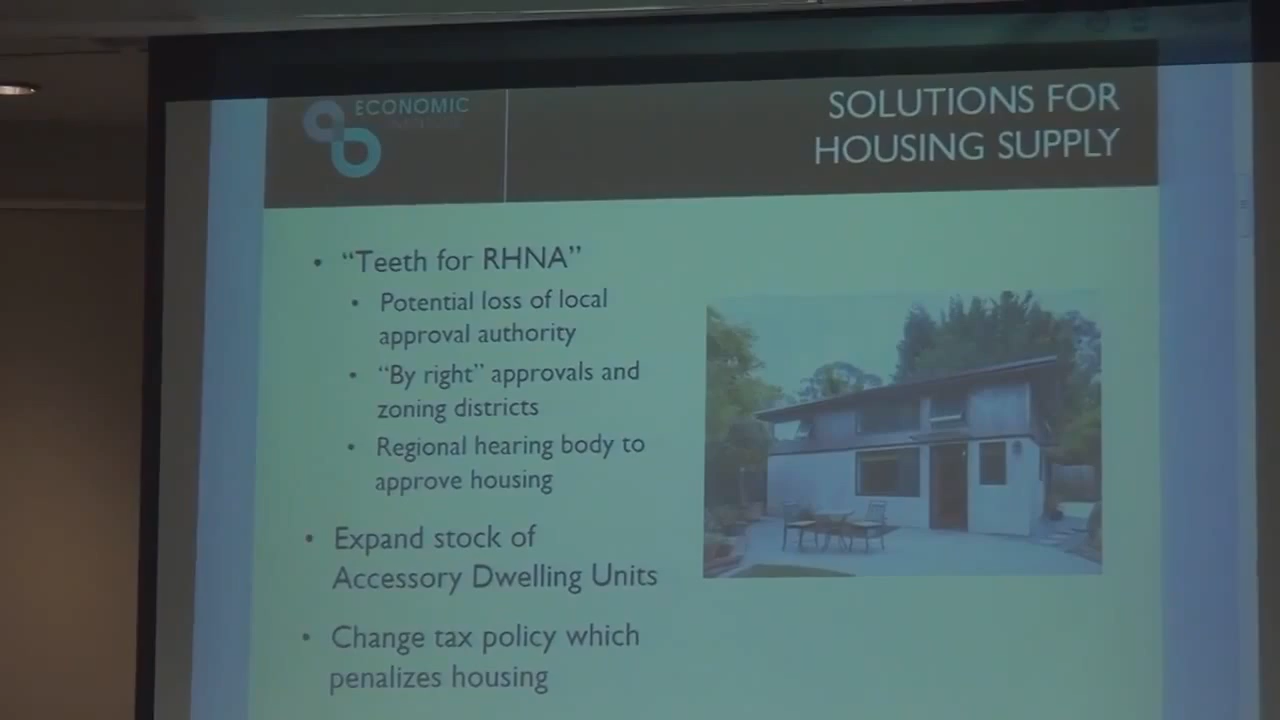 ECONOMIC
SOLUTIONS FOR
HOUSING SUPPLY
• "Teeth for RHNA"
• Potential loss of local
approval authority
• "By right" approvals and
zoning districts
• Regional hearing body to
approve housing
• Expand stock of
Accessory Dwelling Units
• Change tax policy which
penalizes housing